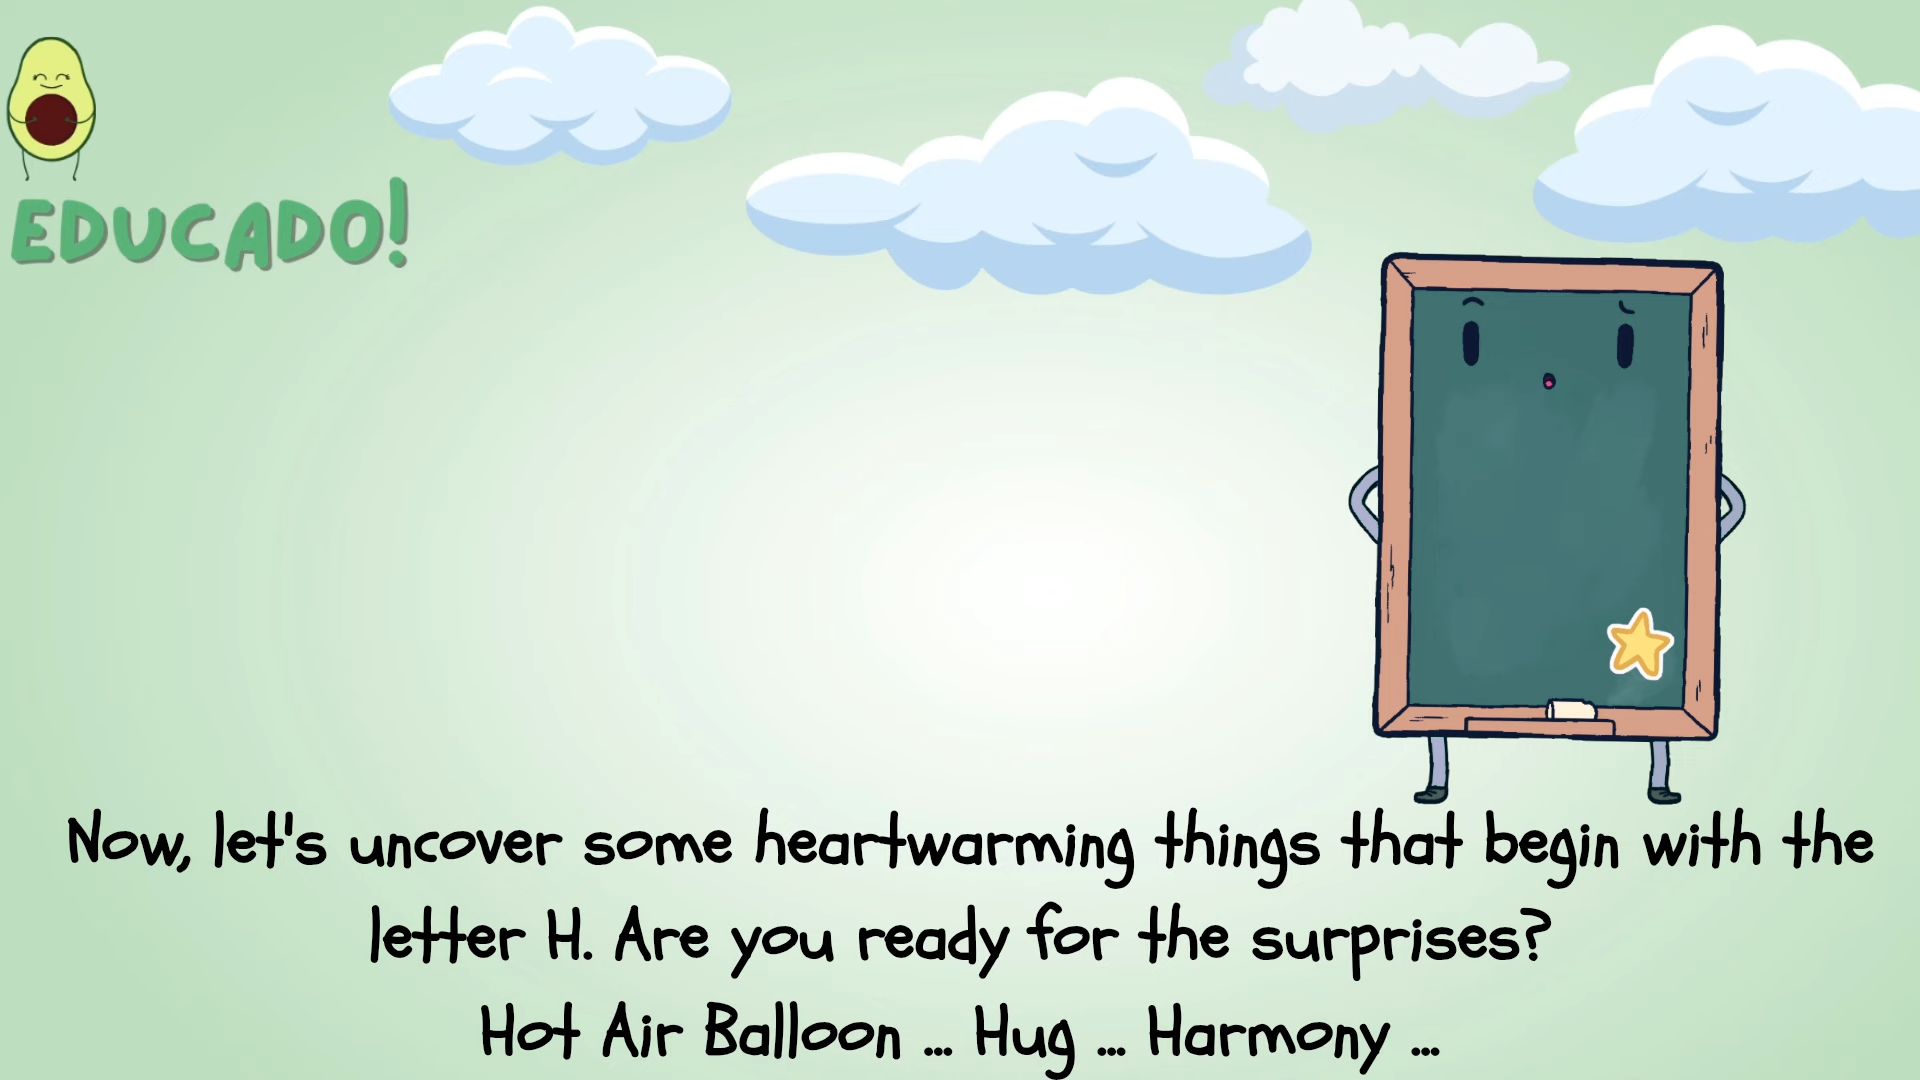 EDUCADO!
Now, let's uncover some heartwarming things that begin with the
letter H. Are you ready for the surprises?
Hot Air Balloon ... Hug ... Harmony ...